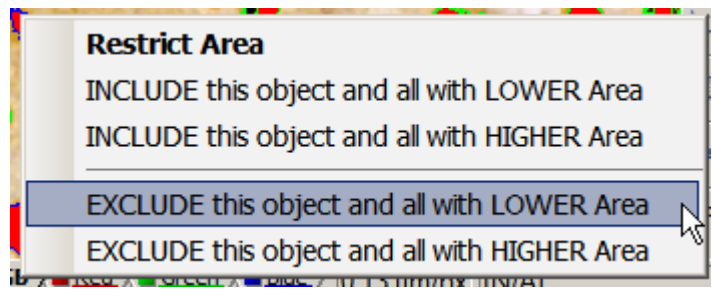 Restrict Area
INCLUDE this object and all with LOWER Area
INCLUDE this object and all with HIGHER Area
EXCLUDE this object and all with LOWER Area
EXCLUDE this object and all with HIGHER Area